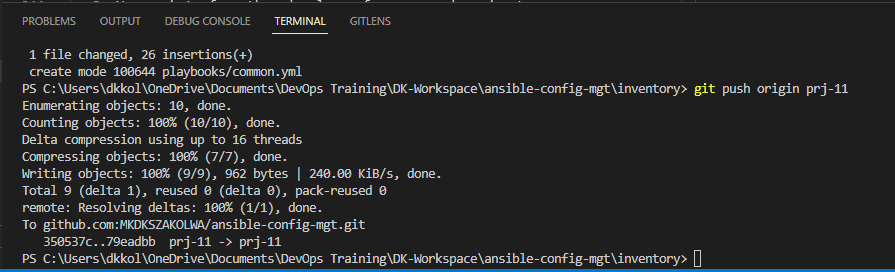 PROBLEMS OUTPUT DEBUG CONSOLE TERMINAL GITLENS
1 file changed, 26 insertions(+)
create mode 100644 playbooks/common.yml
PS C:\Users\dkkol\OneDrive\Documents\DevOps Training\DK-Workspace\ansible-config-mgt\inventory> git push origin prj-11
Enumerating objects: 10, done.
Counting objects: 100% (10/10), done.
Delta compression using up to 16 threads
Compressing objects: 100% (7/7), done.
Writing objects: 100% (9/9), 962 bytes | 240.00 KiB/s, done.
Total 9 (delta 1), reused 0 (delta 0), pack-reused 0
remote: Resolving deltas: 100% (1/1), done.
To github.com:MKDKSZAKOLWA/ansible-config-mgt.git
350537c..79eadbb prj-11 -> prj-11
PS C:\Users\dkkol\OneDrive\Documents\DevOps Training\DK-Workspace\ansible-config-mgt\inventory>